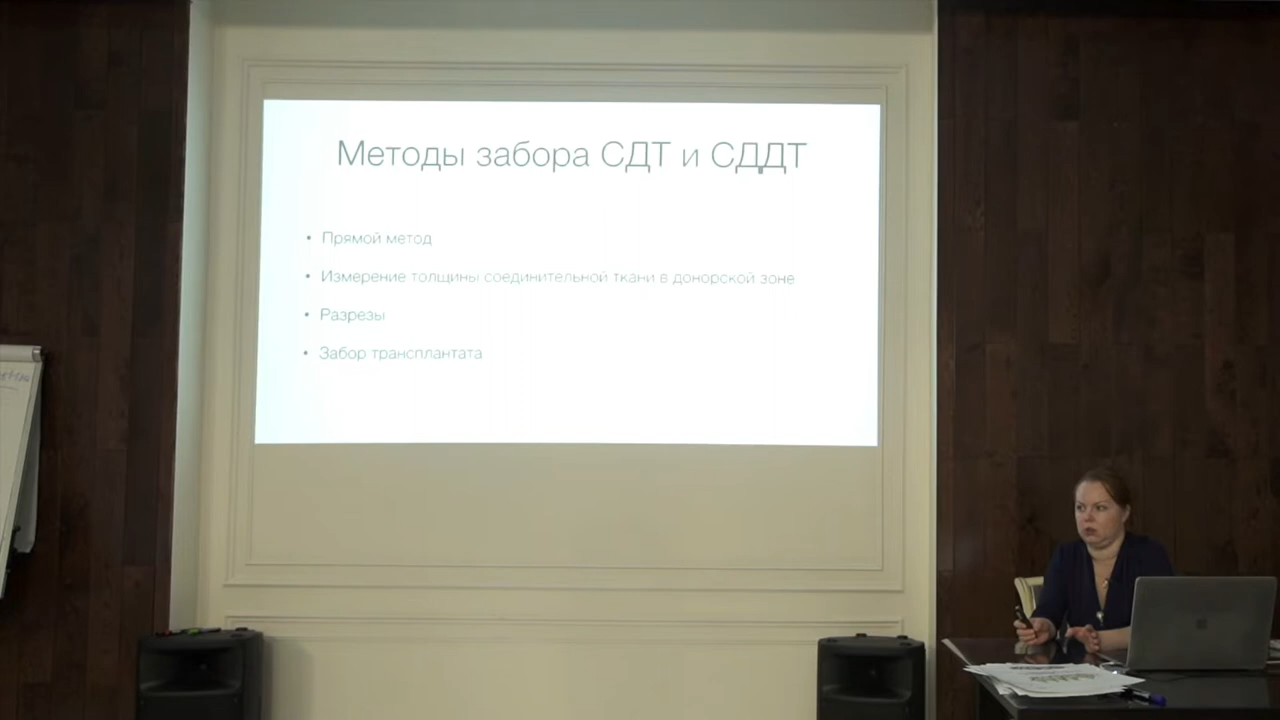 Методы забора СДТ и СДДТ
• Прямой метод
• Измерение толщины соединительной ткани в донорской зоне
• Разрезы
• Забор трансплантата